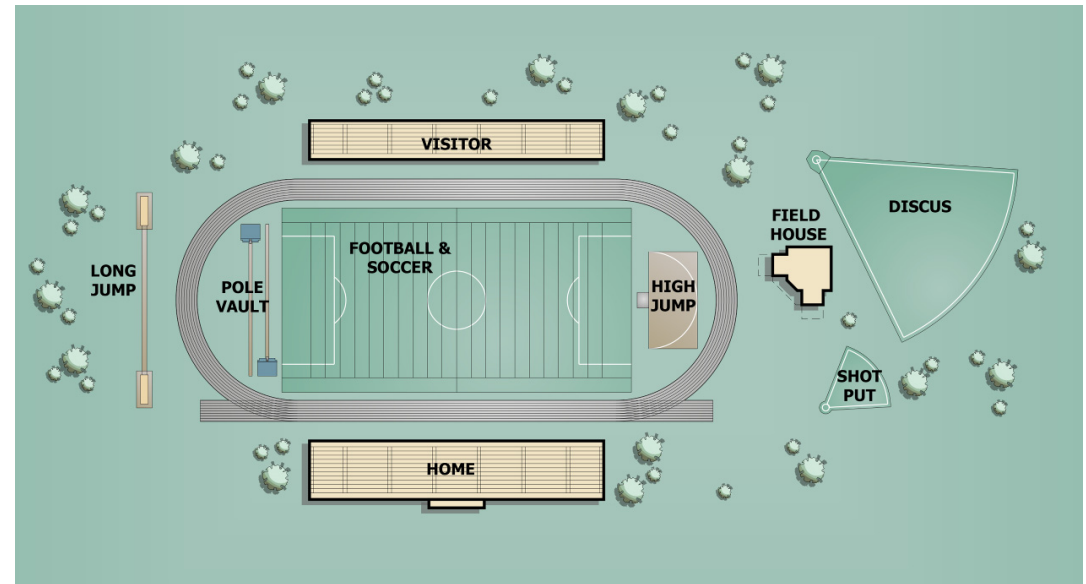 VISITOR
FIELD
HOUSE
DISCUS
FOOTBALL &
SOCCER
LONG
JUMP
POLE
VAULT
HIGH
JUMP
SHOT
PUT
HOME